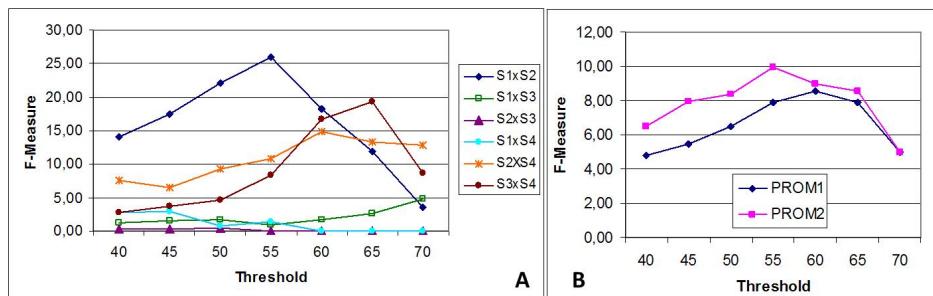 30,00
25,00
20,00
15,00
10,00
5,00
0,00
F-Measure
40 45 50 55 60 65 70
Threshold
S1xS2
S1xS3
S2xS3
S1xS4
S2XS4
S3xS4
A
12,00
10,00
8,00
6,00
4,00
2,00
0,00
F-Measure
PROM1
PROM2
40 45 50 55 60 65 70
Threshold
B